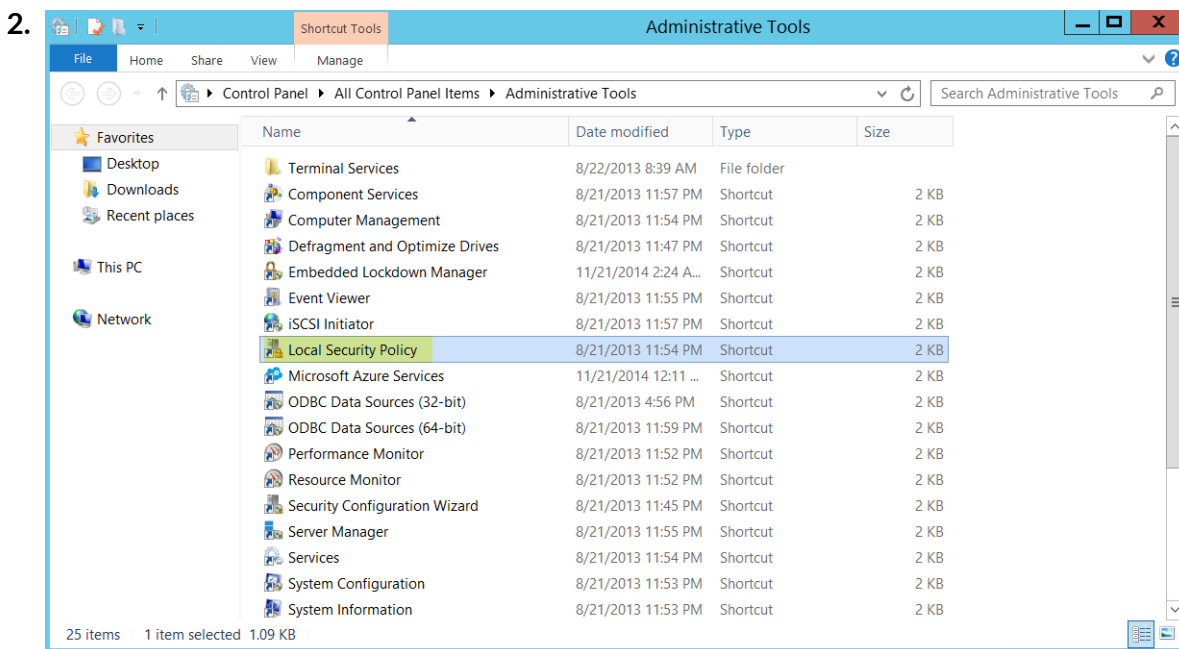 2.
Shortcut Tools
Administrative Tools
File Home Share View Manage
Control Panel All Control Panel Items Administrative Tools
Search Administrative Tools
Favorites
Desktop
Downloads
Recent places
This PC
Network
Name Date modified Type Size
Terminal Services 8/22/2013 8:39 AM File folder
Component Services 8/21/2013 11:57 PM Shortcut 2 KB
Computer Management 8/21/2013 11:54 PM Shortcut 2 KB
Defragment and Optimize Drives 8/21/2013 11:47 PM Shortcut 2 KB
Embedded Lockdown Manager 11/21/2014 2:24 A... Shortcut 2 KB
Event Viewer 8/21/2013 11:55 PM Shortcut 2 KB
iSCSI Initiator 8/21/2013 11:57 PM Shortcut 2 KB
Local Security Policy 8/21/2013 11:54 PM Shortcut 2 KB
Microsoft Azure Services 11/21/2014 12:11 ... Shortcut 2 KB
ODBC Data Sources (32-bit) 8/21/2013 4:56 PM Shortcut 2 KB
ODBC Data Sources (64-bit) 8/21/2013 11:59 PM Shortcut 2 KB
Performance Monitor 8/21/2013 11:52 PM Shortcut 2 KB
Resource Monitor 8/21/2013 11:52 PM Shortcut 2 KB
Security Configuration Wizard 8/21/2013 11:45 PM Shortcut 2 KB
Server Manager 8/21/2013 11:55 PM Shortcut 2 KB
Services 8/21/2013 11:54 PM Shortcut 2 KB
System Configuration 8/21/2013 11:53 PM Shortcut 2 KB
System Information 8/21/2013 11:53 PM Shortcut 2 KB
25 items 1 item selected 1.09 KB